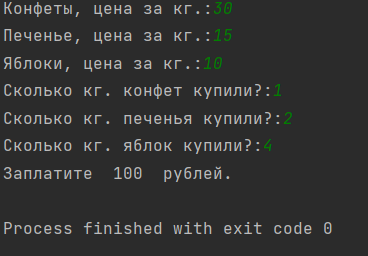 Конфеты, цена за кг.:30
Печенье, цена за кг.:15
Яблоки, цена за кг.:10
Сколько кг. конфет купили?:1
Сколько кг. печенья купили?:2
Сколько кг. яблок купили?:4
Заплатите  100  рублей.
Process finished with exit code 0